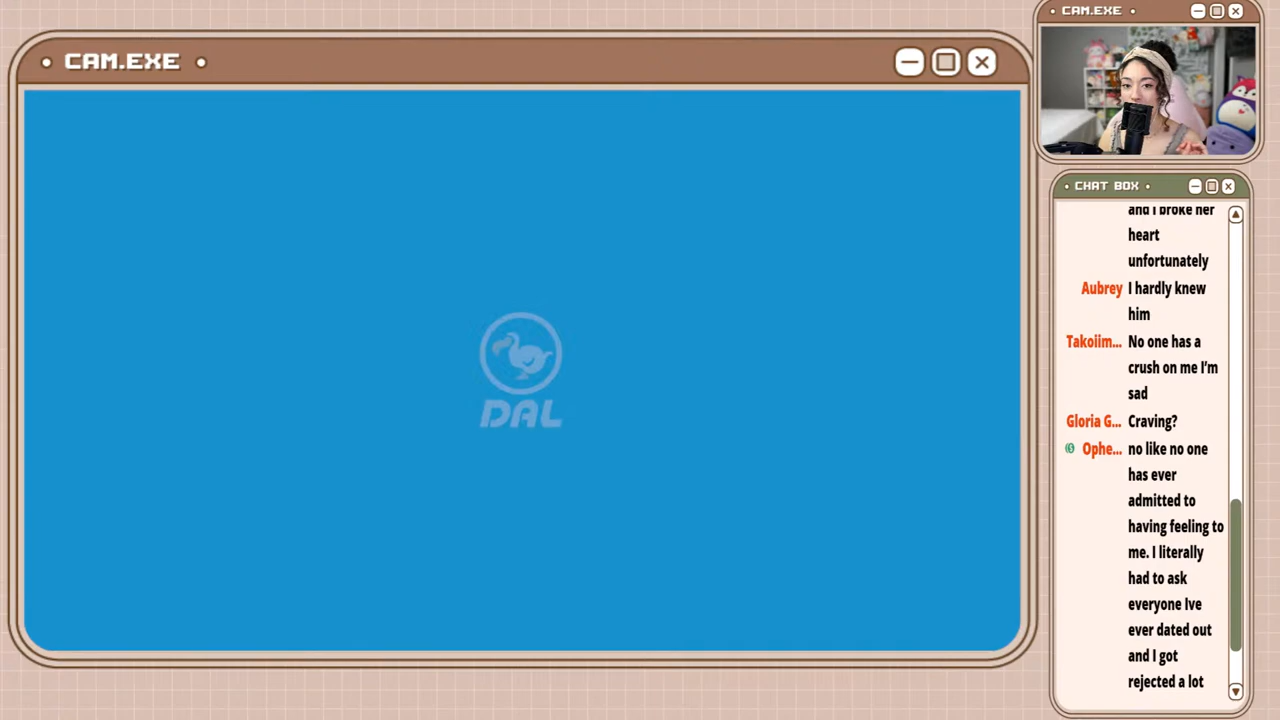 CAM.EXE
DAL
CAM.EXE
CHAT BOX
and I broke her
heart
unfortunately
Aubrey I hardly knew
him
Takoiim... No one has a
crush on me I'm
sad
Gloria G... Craving?
Ophe... no like no one
has ever
admitted to
having feeling to
me. I literally
had to ask
everyone Ive
ever dated out
and I got
rejected a lot